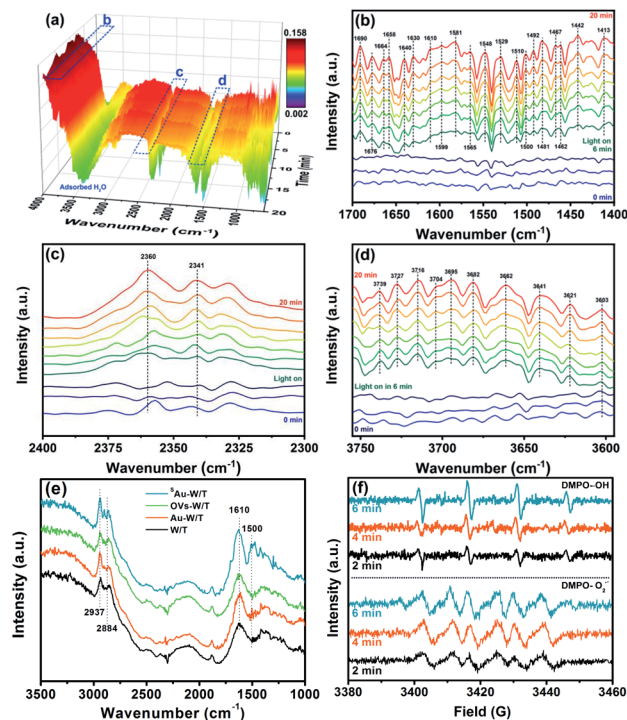 (a)
b
c
d
0.158
0.002
Adsorbed H₂O
4000
3500
3000
2500
2000
1500
1000
0
5
10
15
20
Time (min)
Wavenumber (cm⁻¹)
(b)
20 min
1690
1664
1658
1640
1630
1610
1581
1548
1529
1510
1492
1467
1442
1413
1676
1599
1565
1500
1481
1462
Light on
6 min
0 min
1700
1650
1600
1550
1500
1450
1400
Wavenumber (cm⁻¹)
Intensity (a.u.)
(c)
2360
2341
20 min
Light on
0 min
2400
2375
2350
2325
2300
Wavenumber (cm⁻¹)
Intensity (a.u.)
(d)
20 min
3739
3727
3716
3704
3695
3682
3662
3641
3621
3603
Light on in 6 min
0 min
3750
3700
3650
3600
Wavenumber (cm⁻¹)
Intensity (a.u.)
(e)
ˢAu-W/T
OVs-W/T
Au-W/T
W/T
1610
1500
2937
2884
3500
3000
2500
2000
1500
1000
Wavenumber (cm⁻¹)
Intensity (a.u.)
(f)
DMPO-·OH
6 min
4 min
2 min
DMPO- O₂·⁻
6 min
4 min
2 min
3380
3400
3420
3440
3460
Field (G)
Intensity (a.u.)